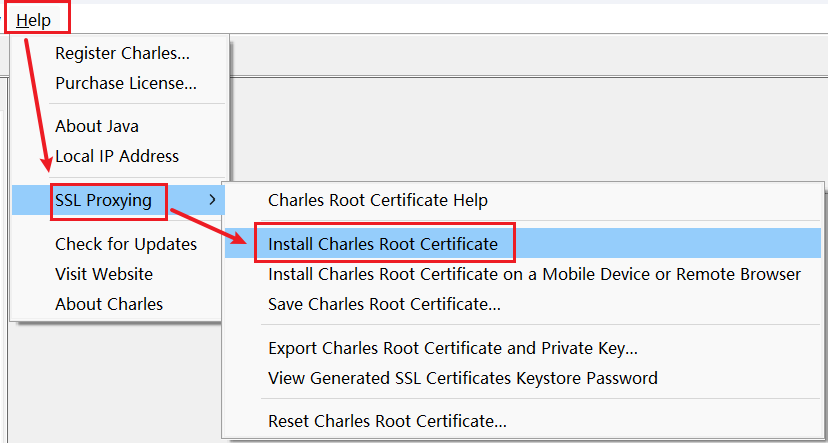 Help
Register Charles...
Purchase License...
About Java
Local IP Address
SSL Proxying
Check for Updates
Visit Website
About Charles
Charles Root Certificate Help
Install Charles Root Certificate
Install Charles Root Certificate on a Mobile Device or Remote Browser
Save Charles Root Certificate...
Export Charles Root Certificate and Private Key...
View Generated SSL Certificates Keystore Password
Reset Charles Root Certificate...